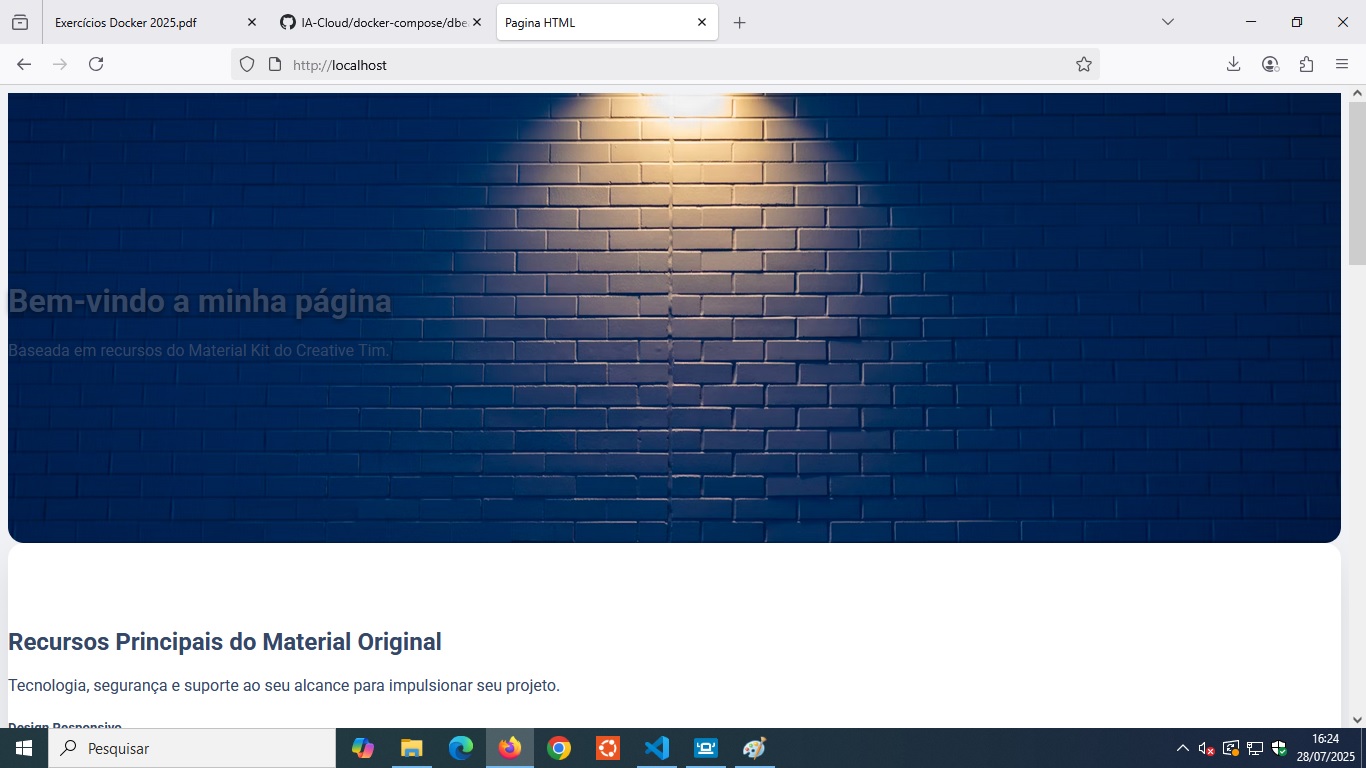 Exercícios Docker 2025.pdf
IA-Cloud/docker-compose/dbe
Pagina HTML
http://localhost
Bem-vindo a minha página
Baseada em recursos do Material Kit do Creative Tim.
Recursos Principais do Material Original
Tecnologia, segurança e suporte ao seu alcance para impulsionar seu projeto.
Design Responsivo
Pesquisar
16:24
28/07/2025